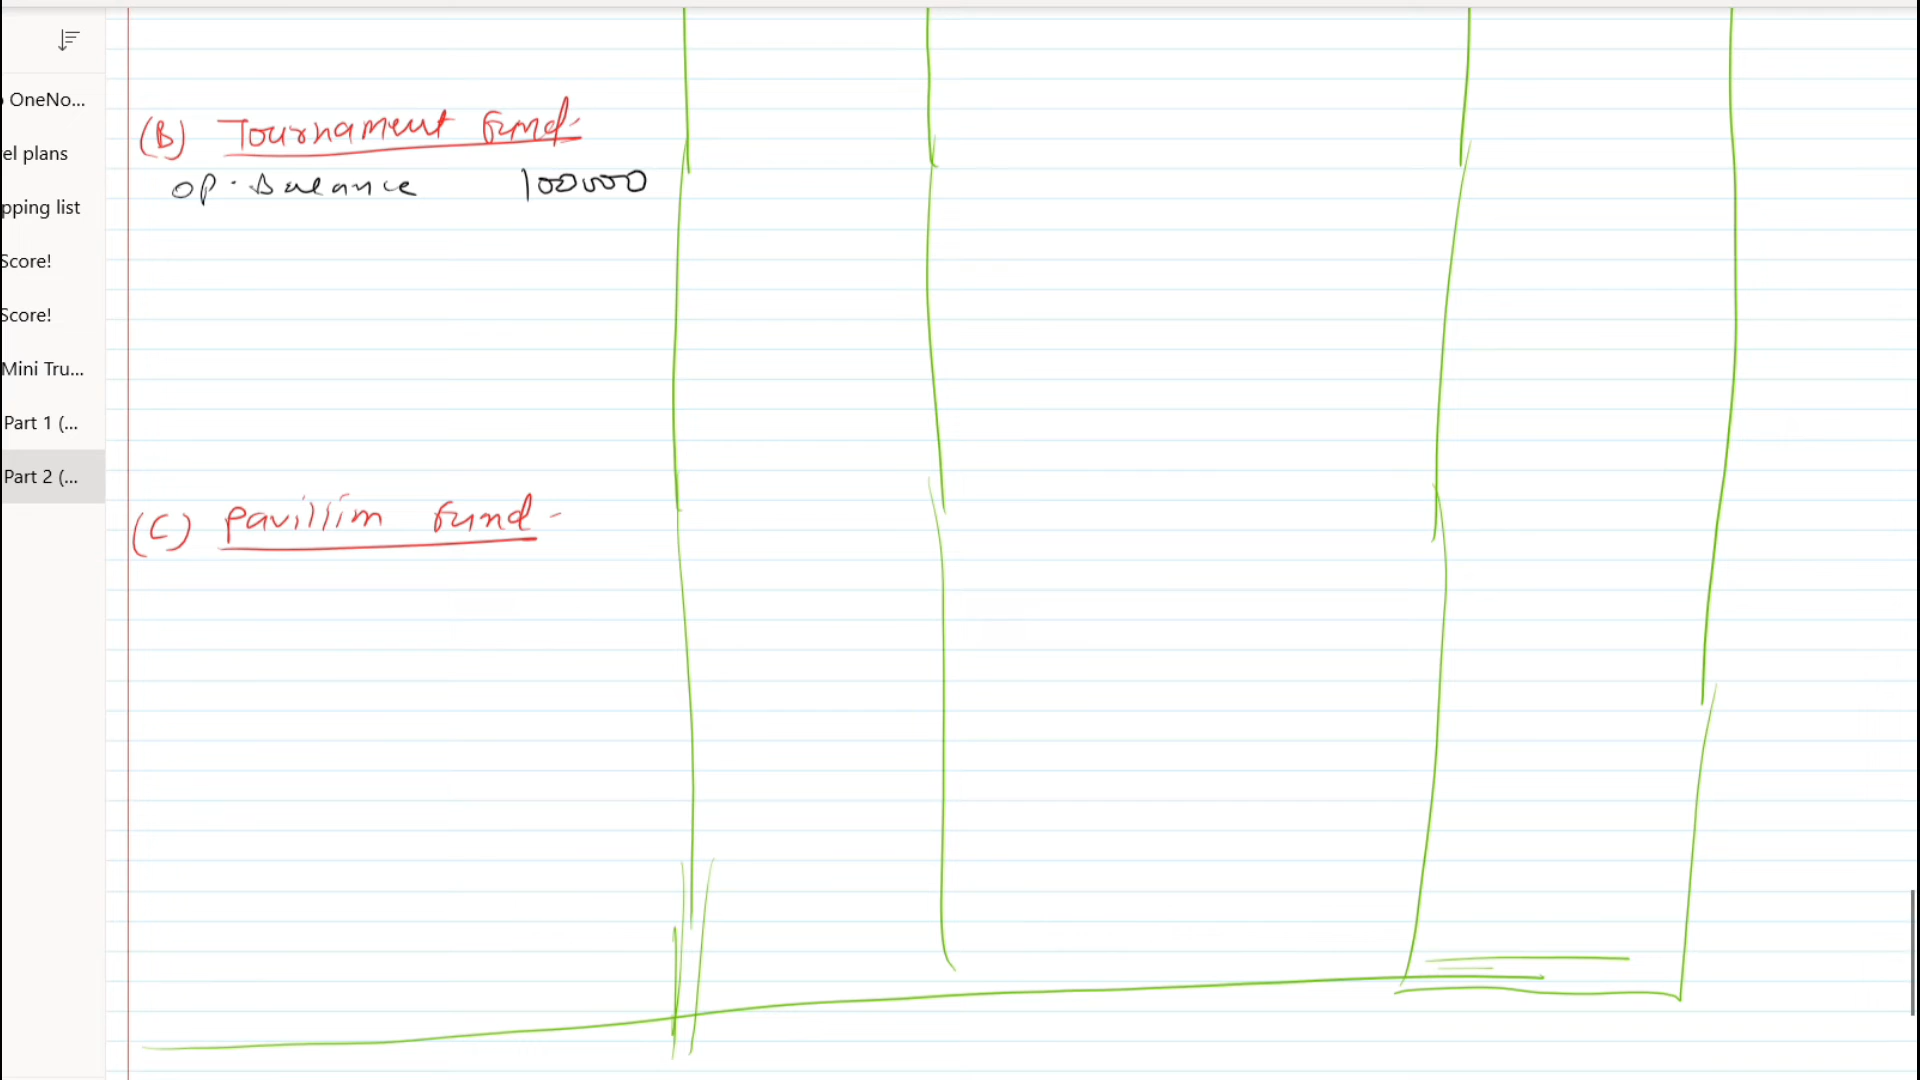 OneNo...
el plans
pping list
Score!
Score!
Mini Tru...
Part 1 (...
Part 2 (...
(B) Tournament Fund-
OP. Balance 100000
(C) Pavillim Fund-